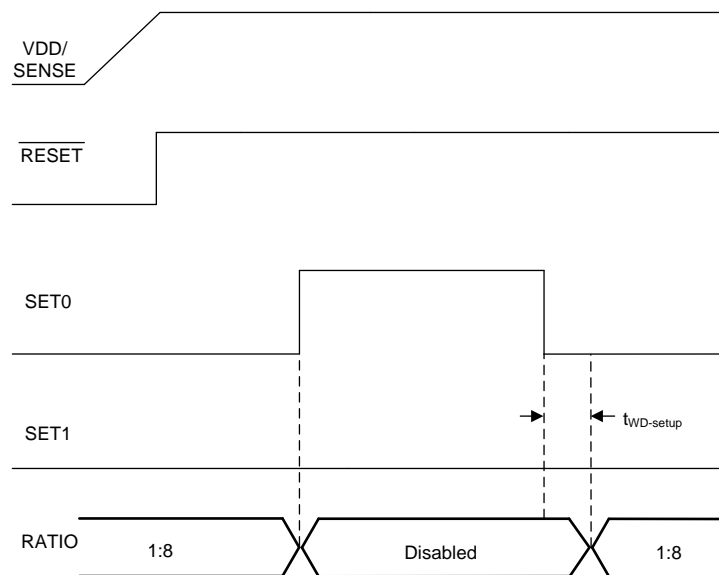 VDD/
SENSE
RESET
SET0
SET1
tWD-setup
RATIO
1:8
Disabled
1:8